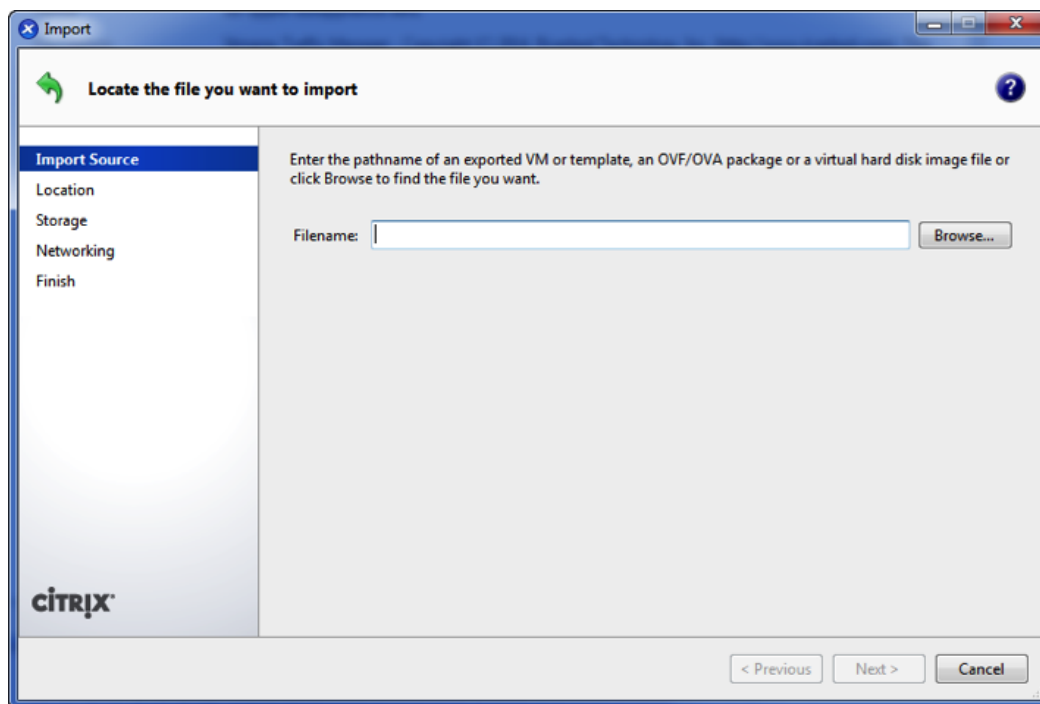 Import
Locate the file you want to import
?
Import Source
Location
Storage
Networking
Finish
Enter the pathname of an exported VM or template, an OVF/OVA package or a virtual hard disk image file or
click Browse to find the file you want.
Filename:
Browse...
CITRIX
< Previous
Next >
Cancel